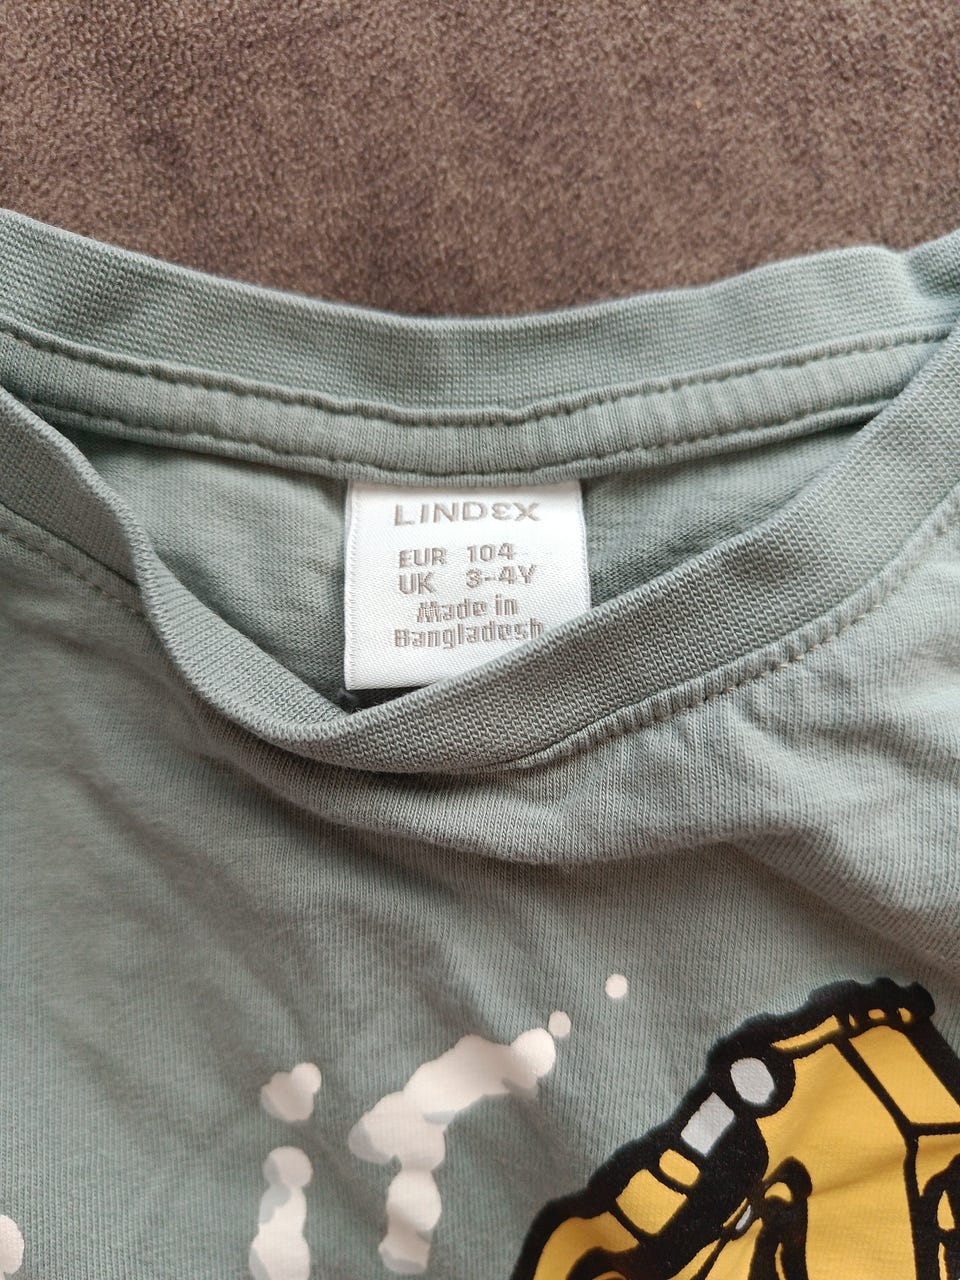 LINDEX
EUR 104
UK 3-4Y
Made in
Bangladesh